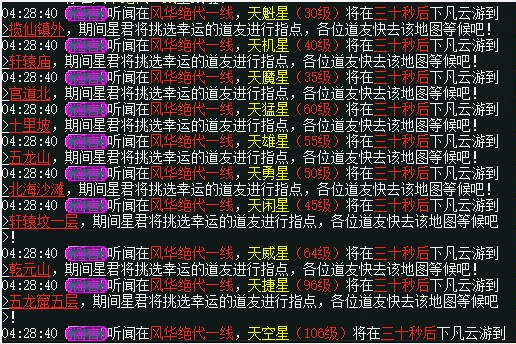 04:28:40 【谣言】听闻在风华绝代一线，天魁星（30级）将在三十秒后下凡云游到
>揽仙镇外，期间星君将挑选幸运的道友进行指点，各位道友快去该地图等候吧！
04:28:40 【谣言】听闻在风华绝代一线，天机星（40级）将在三十秒后下凡云游到
>轩辕庙，期间星君将挑选幸运的道友进行指点，各位道友快去该地图等候吧！
04:28:40 【谣言】听闻在风华绝代一线，天魔星（35级）将在三十秒后下凡云游到
>官道北，期间星君将挑选幸运的道友进行指点，各位道友快去该地图等候吧！
04:28:40 【谣言】听闻在风华绝代一线，天猛星（60级）将在三十秒后下凡云游到
>十里坡，期间星君将挑选幸运的道友进行指点，各位道友快去该地图等候吧！
04:28:40 【谣言】听闻在风华绝代一线，天雄星（55级）将在三十秒后下凡云游到
>五龙山，期间星君将挑选幸运的道友进行指点，各位道友快去该地图等候吧！
04:28:40 【谣言】听闻在风华绝代一线，天勇星（50级）将在三十秒后下凡云游到
>北海沙滩，期间星君将挑选幸运的道友进行指点，各位道友快去该地图等候吧！
04:28:40 【谣言】听闻在风华绝代一线，天闲星（45级）将在三十秒后下凡云游到
>轩辕坟一层，期间星君将挑选幸运的道友进行指点，各位道友快去该地图等候吧
>！
04:28:40 【谣言】听闻在风华绝代一线，天威星（64级）将在三十秒后下凡云游到
>乾元山，期间星君将挑选幸运的道友进行指点，各位道友快去该地图等候吧！
04:28:40 【谣言】听闻在风华绝代一线，天捷星（96级）将在三十秒后下凡云游到
>五龙窟五层，期间星君将挑选幸运的道友进行指点，各位道友快去该地图等候吧
>！
04:28:40 【谣言】听闻在风华绝代一线，天空星（106级）将在三十秒后下凡云游到